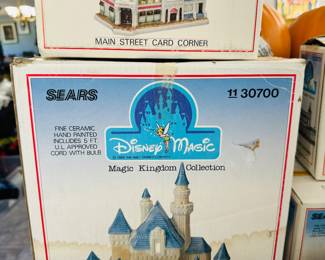 MAIN STREET CARD CORNER
SEARS
11 30700
FINE CERAMIC
HAND PAINTED
INCLUDES 5 FT.
U.L. APPROVED
CORD WITH BULB
DISNEY MAGIC
Magic Kingdom Collection